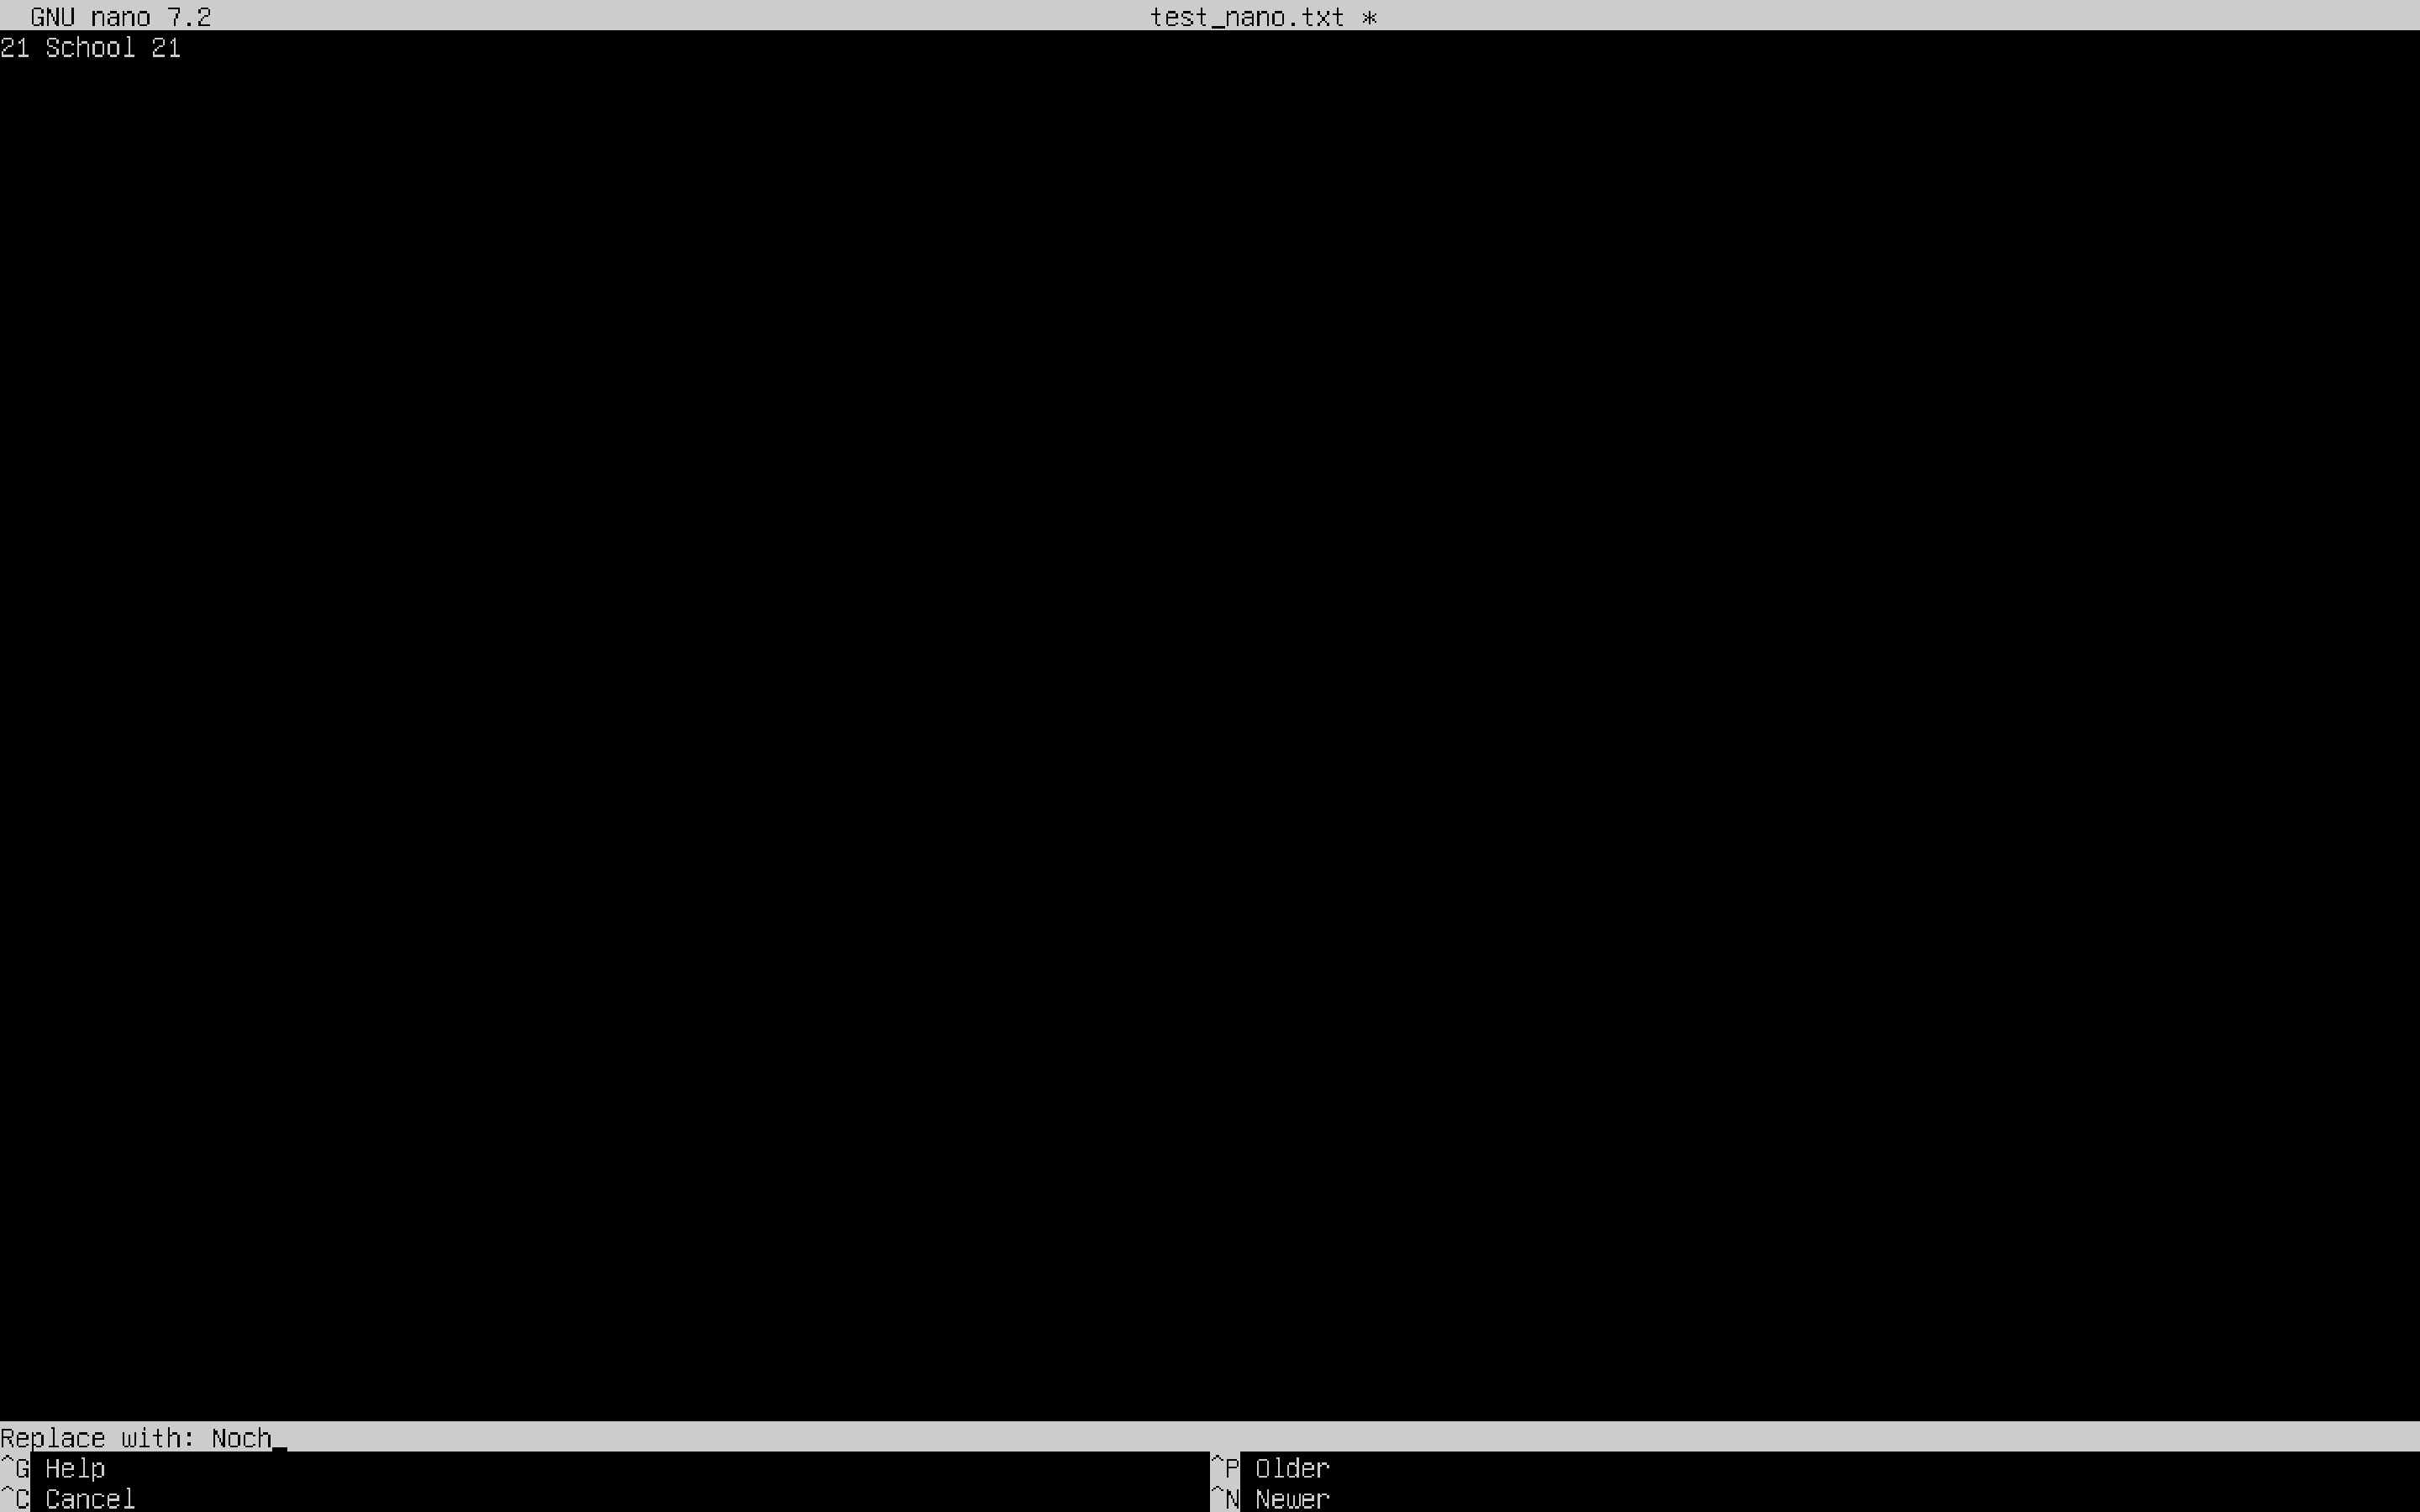 GNU nano 7.2 test_nano.txt *
21 School 21
Replace with: Noch_
^G Help ^P Older
^C Cancel ^N Newer